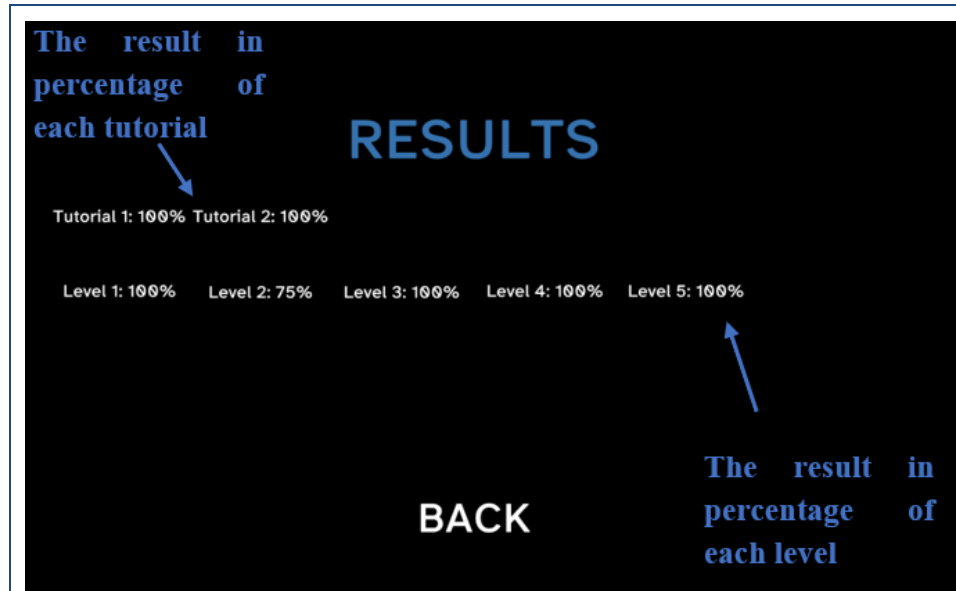 The result in
percentage of
each tutorial
RESULTS
Tutorial 1: 100% Tutorial 2: 100%
Level 1: 100% Level 2: 75% Level 3: 100% Level 4: 100% Level 5: 100%
The result in
percentage of
each level
BACK